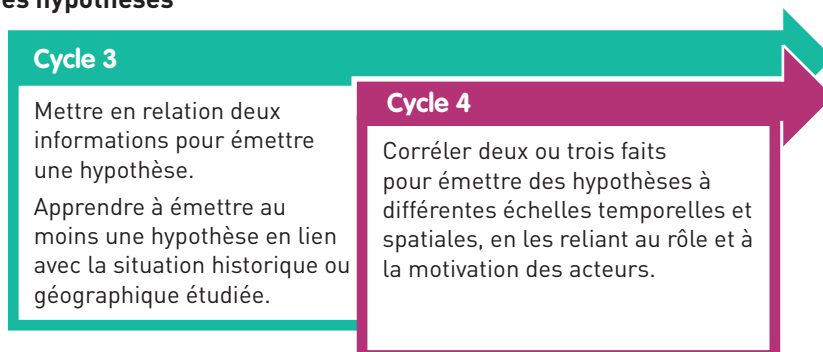 es hypothèses
Cycle 3
Mettre en relation deux
informations pour émettre
une hypothèse.
Apprendre à émettre au
moins une hypothèse en lien
avec la situation historique ou
géographique étudiée.
Cycle 4
Corréler deux ou trois faits
pour émettre des hypothèses à
différentes échelles temporelles et
spatiales, en les reliant au rôle et à
la motivation des acteurs.